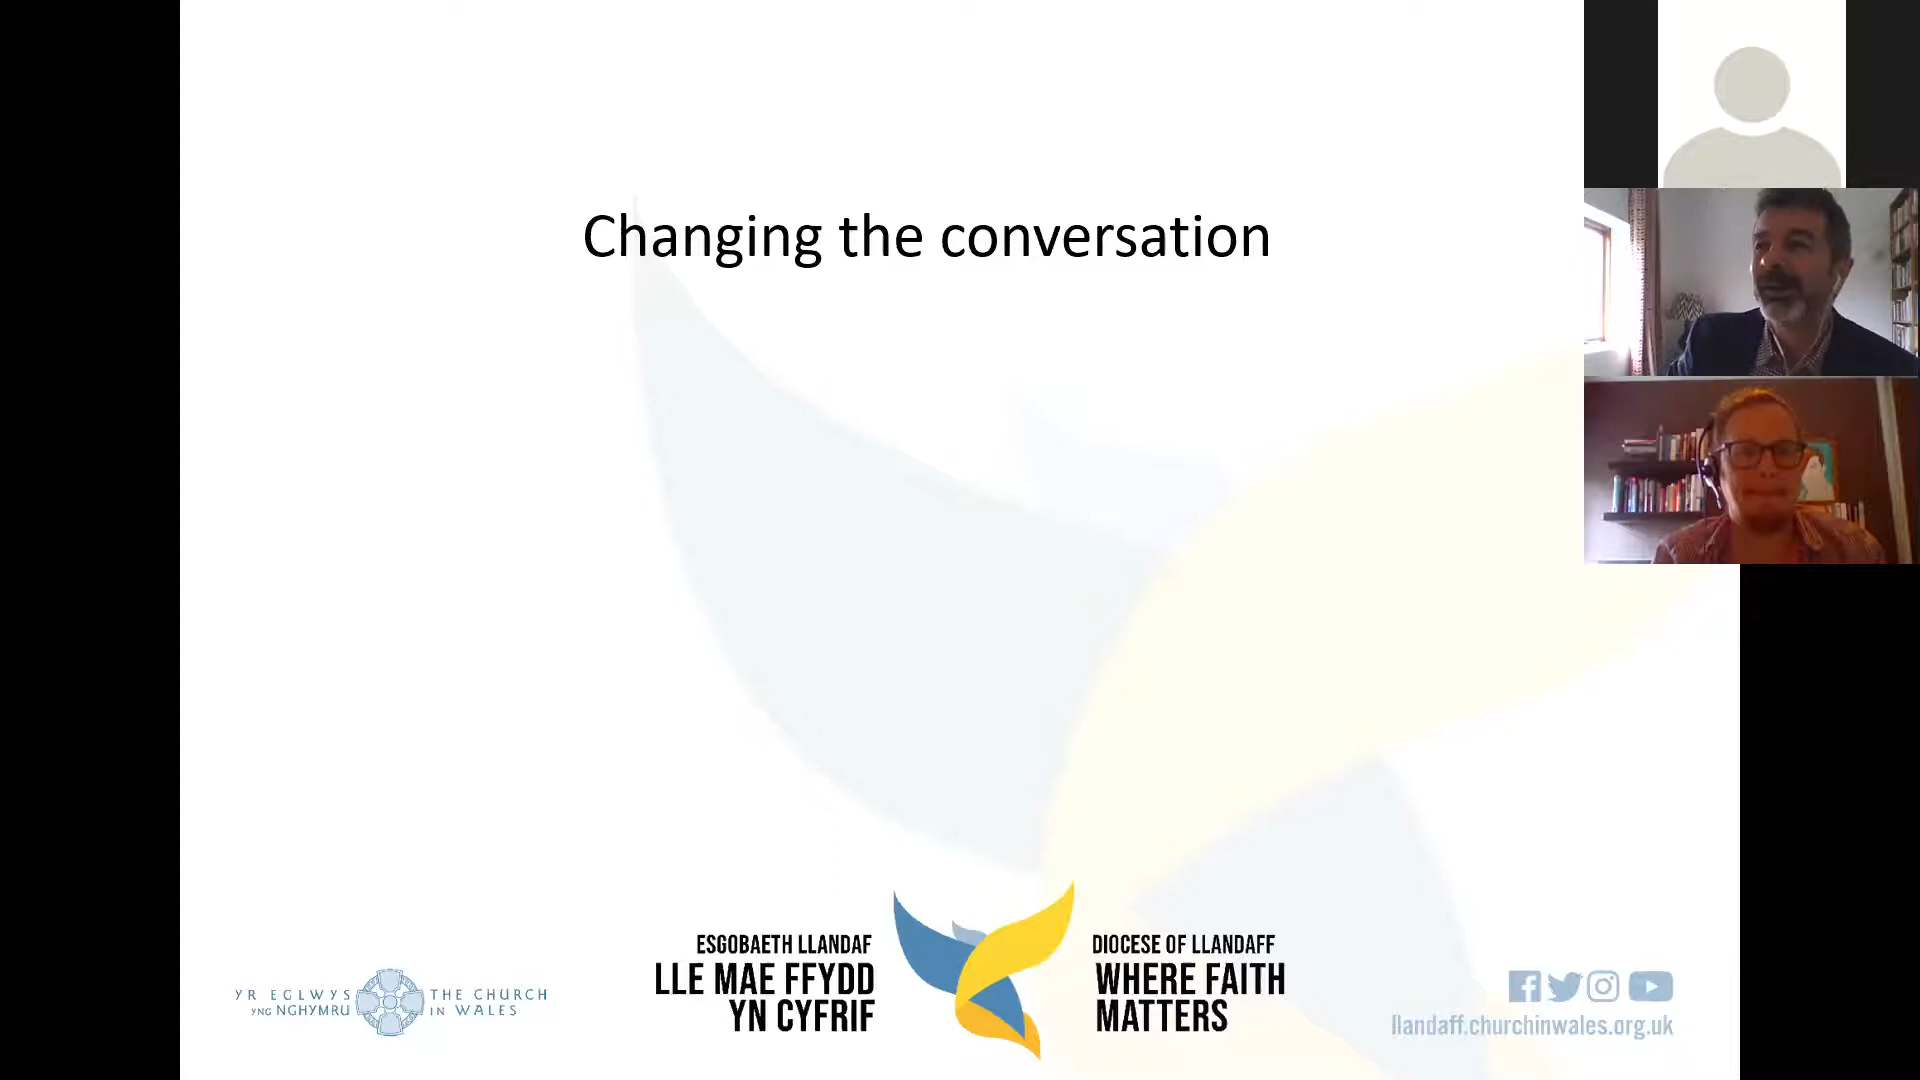 Changing the conversation
YR EGLWYS
YNG NGHYMRU
THE CHURCH
IN WALES
ESGOBAETH LLANDAF
LLE MAE FFYDD
YN CYFRIF
DIOCESE OF LLANDAFF
WHERE FAITH
MATTERS
llandaff.churchinwales.org.uk